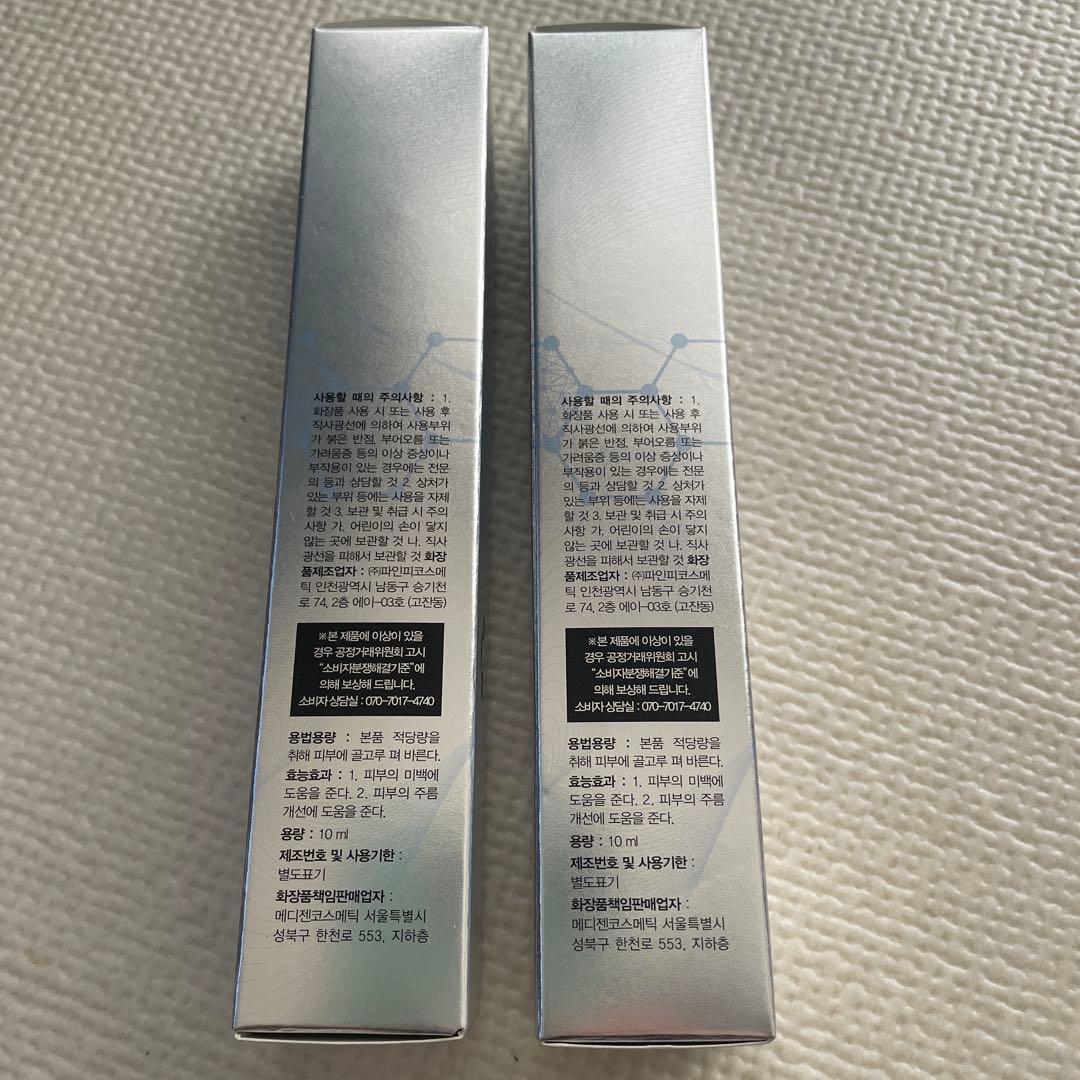 사용할 때의 주의사항 : 1.
화장품 사용 시 또는 사용 후
직사광선에 의하여 사용부위
가 붉은 반점, 부어오름 또는
가려움증 등의 이상 증상이나
부작용이 있는 경우에는 전문
의 등과 상담할 것 2. 상처가
있는 부위 등에는 사용을 자제
할 것 3. 보관 및 취급 시 주의
사항 가. 어린이의 손이 닿지
않는 곳에 보관할 것 나. 직사
광선을 피해서 보관할 것 화장
품제조업자 : ㈜파인피코스메
틱 인천광역시 남동구 승기천
로 74, 2층 에이-03호 (고잔동)
※본 제품에 이상이 있을
경우 공정거래위원회 고시
“소비자분쟁해결기준”에
의해 보상해 드립니다.
소비자 상담실 : 070-7017-4740
용법용량 : 본품 적당량을
취해 피부에 골고루 펴 바른다.
효능효과 : 1. 피부의 미백에
도움을 준다. 2. 피부의 주름
개선에 도움을 준다.
용량 : 10 ml
제조번호 및 사용기한 :
별도표기
화장품책임판매업자 :
메디젠코스메틱 서울특별시
성북구 한천로 553, 지하층
사용할 때의 주의사항 : 1.
화장품 사용 시 또는 사용 후
직사광선에 의하여 사용부위
가 붉은 반점, 부어오름 또는
가려움증 등의 이상 증상이나
부작용이 있는 경우에는 전문
의 등과 상담할 것 2. 상처가
있는 부위 등에는 사용을 자제
할 것 3. 보관 및 취급 시 주의
사항 가. 어린이의 손이 닿지
않는 곳에 보관할 것 나. 직사
광선을 피해서 보관할 것 화장
품제조업자 : ㈜파인피코스메
틱 인천광역시 남동구 승기천
로 74, 2층 에이-03호 (고잔동)
※본 제품에 이상이 있을
경우 공정거래위원회 고시
“소비자분쟁해결기준”에
의해 보상해 드립니다.
소비자 상담실 : 070-7017-4740
용법용량 : 본품 적당량을
취해 피부에 골고루 펴 바른다.
효능효과 : 1. 피부의 미백에
도움을 준다. 2. 피부의 주름
개선에 도움을 준다.
용량 : 10 ml
제조번호 및 사용기한 :
별도표기
화장품책임판매업자 :
메디젠코스메틱 서울특별시
성북구 한천로 553, 지하층